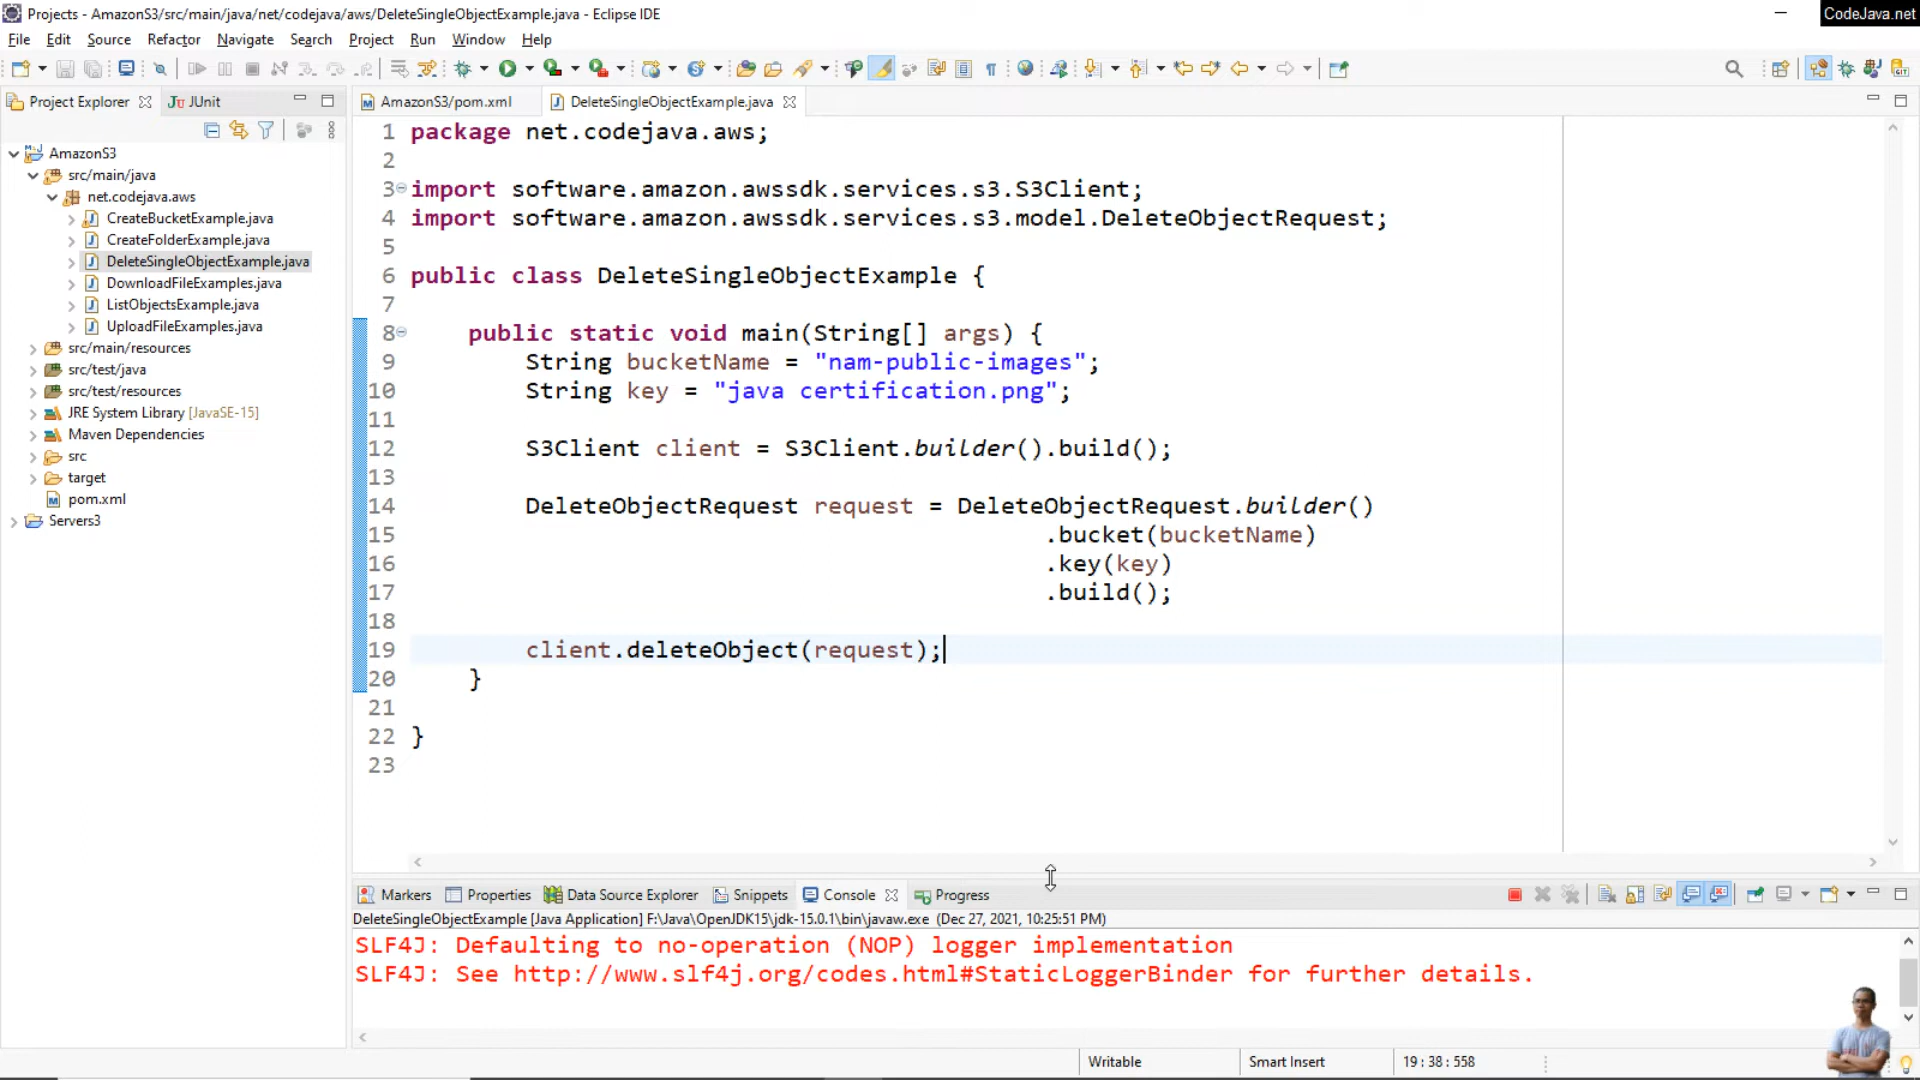 Projects - AmazonS3/src/main/java/net/codejava/aws/DeleteSingleObjectExample.java - Eclipse IDE
CodeJava.net
File Edit Source Refactor Navigate Search Project Run Window Help
Project Explorer JUnit
AmazonS3/pom.xml DeleteSingleObjectExample.java
AmazonS3
src/main/java
net.codejava.aws
CreateBucketExample.java
CreateFolderExample.java
DeleteSingleObjectExample.java
DownloadFileExamples.java
ListObjectsExample.java
UploadFileExamples.java
src/main/resources
src/test/java
src/test/resources
JRE System Library [JavaSE-15]
Maven Dependencies
src
target
pom.xml
Servers3
1 package net.codejava.aws;
2
3 import software.amazon.awssdk.services.s3.S3Client;
4 import software.amazon.awssdk.services.s3.model.DeleteObjectRequest;
5
6 public class DeleteSingleObjectExample {
7
8 public static void main(String[] args) {
9 String bucketName = "nam-public-images";
10 String key = "java certification.png";
11
12 S3Client client = S3Client.builder().build();
13
14 DeleteObjectRequest request = DeleteObjectRequest.builder()
15 .bucket(bucketName)
16 .key(key)
17 .build();
18
19 client.deleteObject(request);
20 }
21
22 }
23
Markers Properties Data Source Explorer Snippets Console Progress
DeleteSingleObjectExample [Java Application] F:\Java\OpenJDK15\jdk-15.0.1\bin\javaw.exe (Dec 27, 2021, 10:25:51 PM)
SLF4J: Defaulting to no-operation (NOP) logger implementation
SLF4J: See http://www.slf4j.org/codes.html#StaticLoggerBinder for further details.
Writable Smart Insert 19 : 38 : 558